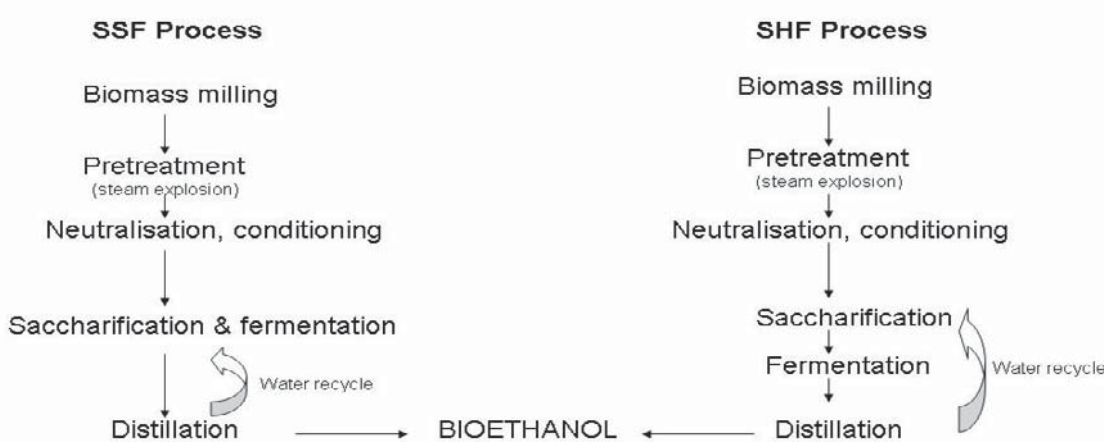 SSF Process
Biomass milling
Pretreatment
(steam explosion)
Neutralisation, conditioning
Saccharification & fermentation
Water recycle
Distillation
BIOETHANOL
SHF Process
Biomass milling
Pretreatment
(steam explosion)
Neutralisation, conditioning
Saccharification
Fermentation
Water recycle
Distillation